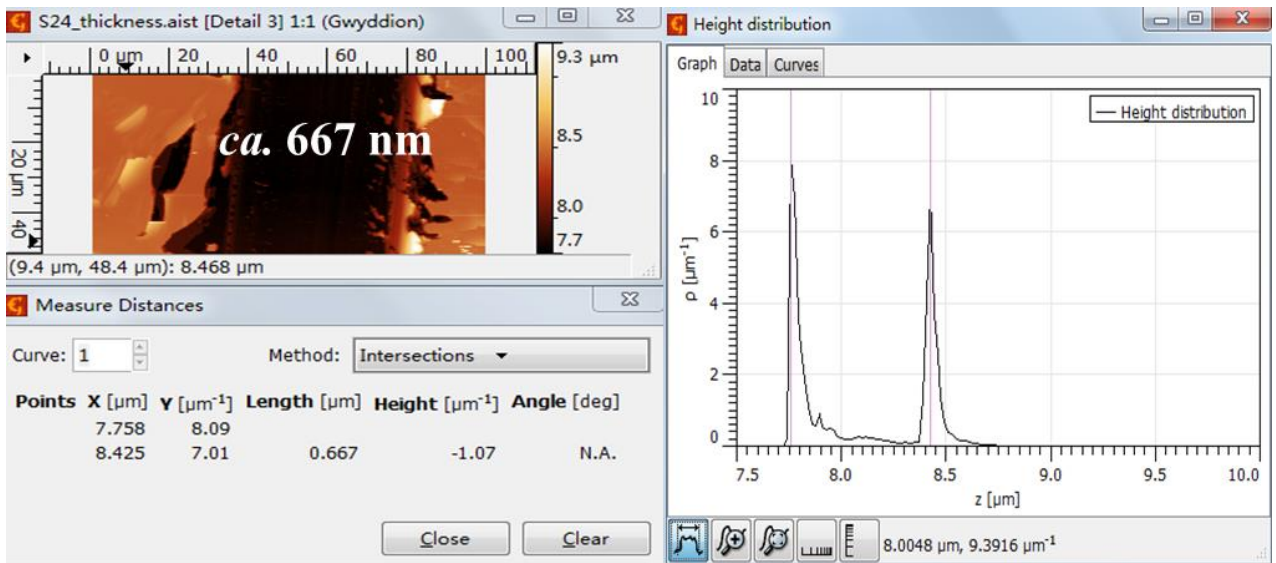 S24_thickness.aist [Detail 3] 1:1 (Gwyddion)
0 µm 20 40 60 80 100
9.3 µm
8.5
8.0
7.7
20 µm
40
ca. 667 nm
(9.4 µm, 48.4 µm): 8.468 µm
Measure Distances
Curve: 1 Method: Intersections
Points X [µm] Y [µm⁻¹] Length [µm] Height [µm⁻¹] Angle [deg]
7.758 8.09
8.425 7.01 0.667 -1.07 N.A.
Close Clear
Height distribution
Graph Data Curves
Height distribution
10
8
6
4
2
0
ρ [µm⁻¹]
7.5 8.0 8.5 9.0 9.5 10.0
z [µm]
8.0048 µm, 9.3916 µm⁻¹